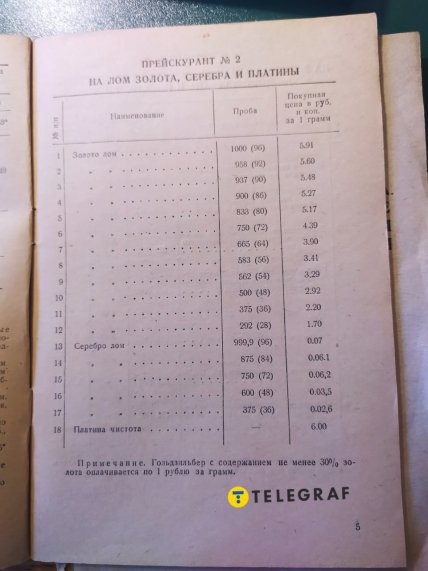 ПРЕЙСКУРАНТ № 2
НА ЛОМ ЗОЛОТА, СЕРЕБРА И ПЛАТИНЫ
№№ п/п Наименование Проба Покупная цена в руб. и коп. за 1 грамм
1 Золото лом 1000 (96) 5.91
2 „ „ 958 (92) 5.60
3 „ „ 937 (90) 5.48
4 „ „ 900 (86) 5.27
5 „ „ 833 (80) 5.17
6 „ „ 750 (72) 4.39
7 „ „ 665 (64) 3.90
8 „ „ 583 (56) 3.41
9 „ „ 562 (54) 3.29
10 „ „ 500 (48) 2.92
11 „ „ 375 (36) 2.20
12 „ „ 292 (28) 1.70
13 Серебро лом 999,9 (96) 0.07
14 „ „ 875 (84) 0.06.1
15 „ „ 750 (72) 0.06,2
16 „ „ 600 (48) 0.03,5
17 „ „ 375 (36) 0.02,6
18 Платина чистота — 6.00
Примечание. Гольдзильбер с содержанием не менее 30% зо-
лота оплачивается по 1 рублю за грамм.
TELEGRAF
5